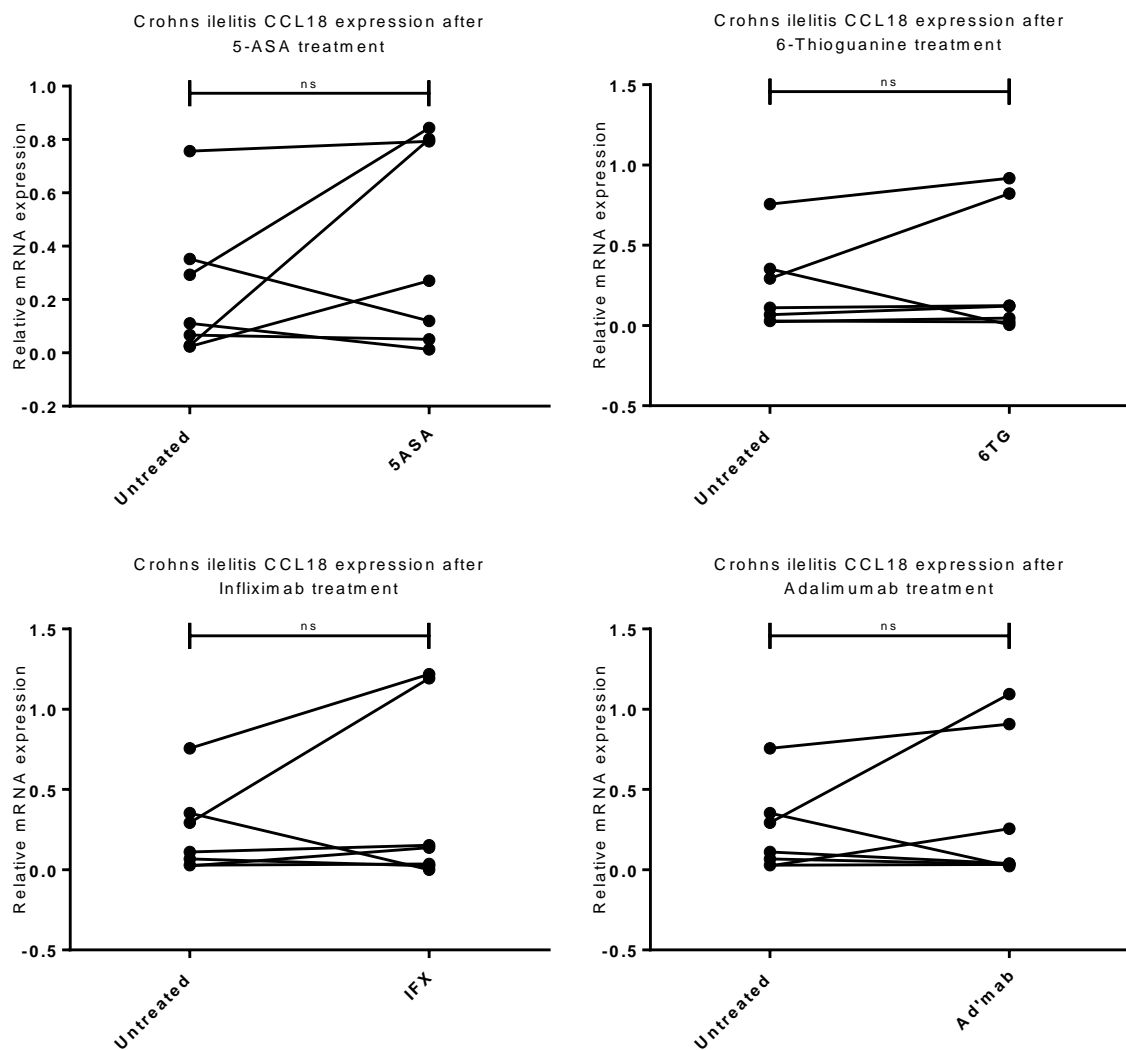 Crohns ilelitis CCL18 expression after
5-ASA treatment
ns
1.0
0.8
0.6
0.4
0.2
0.0
-0.2
Relative mRNA expression
Untreated
5ASA
Crohns ilelitis CCL18 expression after
6-Thioguanine treatment
ns
1.5
1.0
0.5
0.0
-0.5
Relative mRNA expression
Untreated
6TG
Crohns ilelitis CCL18 expression after
Infliximab treatment
ns
1.5
1.0
0.5
0.0
-0.5
Relative mRNA expression
Untreated
IFX
Crohns ilelitis CCL18 expression after
Adalimumab treatment
ns
1.5
1.0
0.5
0.0
-0.5
Relative mRNA expression
Untreated
Ad'mab